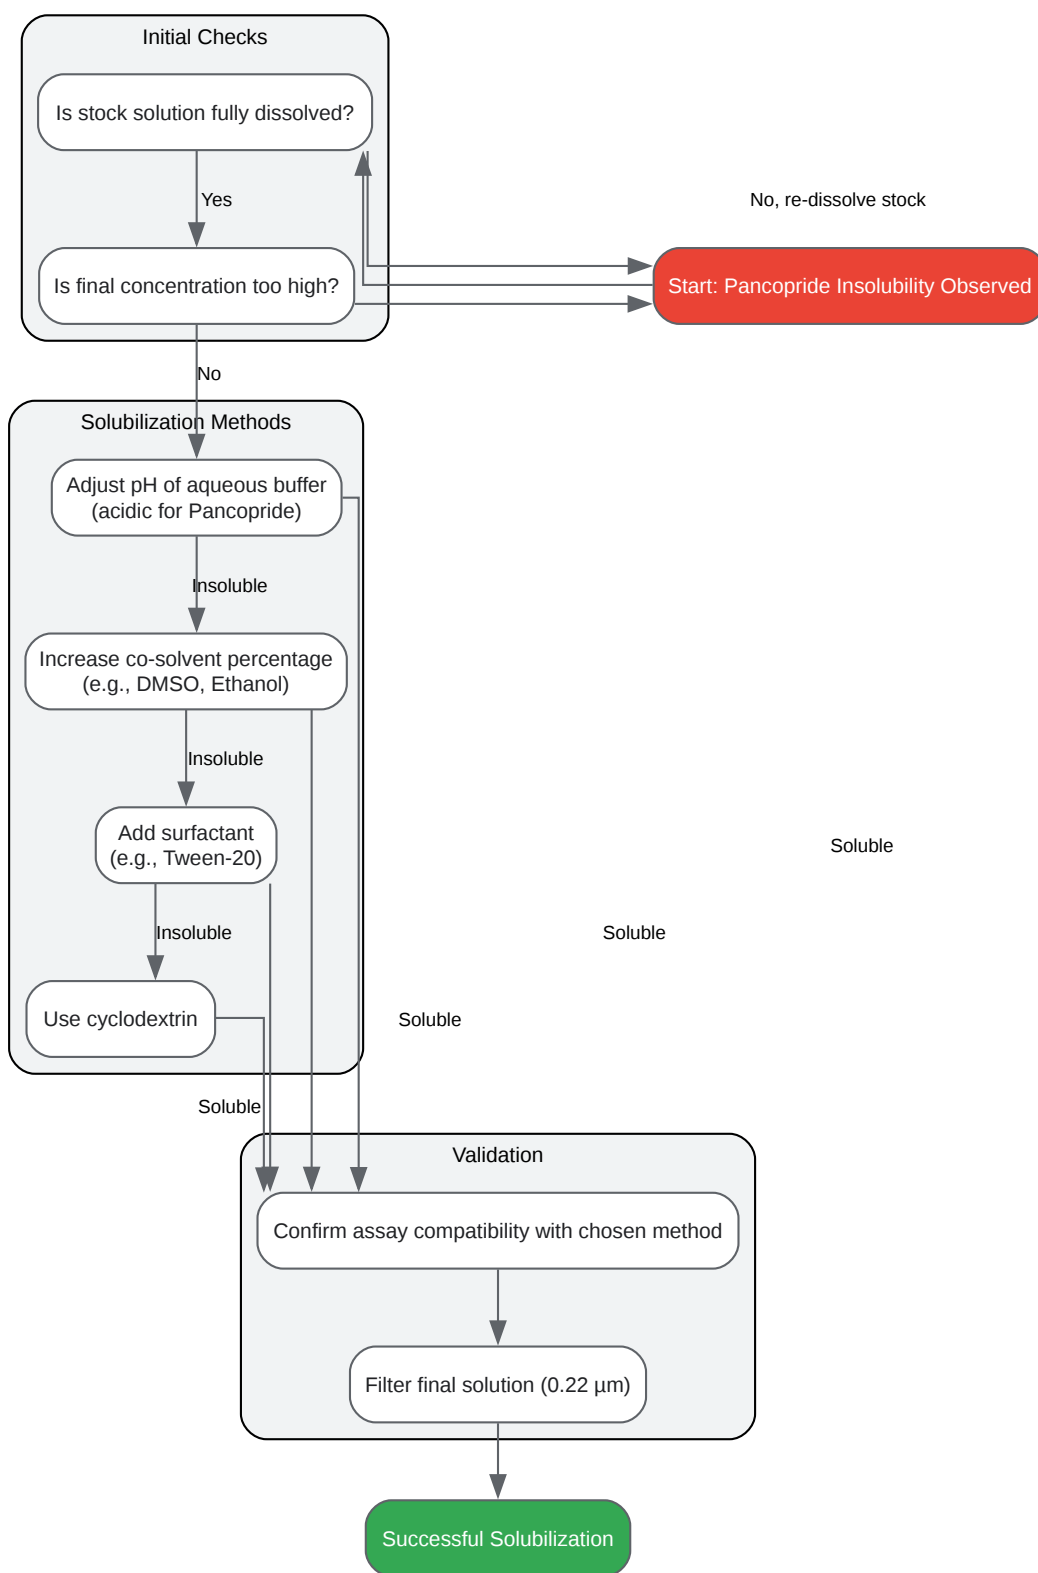 Initial Checks
Is stock solution fully dissolved?
Yes
No, re-dissolve stock
Is final concentration too high?
Start: Pancopride Insolubility Observed
No
Solubilization Methods
Adjust pH of aqueous buffer
(acidic for Pancopride)
Insoluble
Increase co-solvent percentage
(e.g., DMSO, Ethanol)
Insoluble
Add surfactant
(e.g., Tween-20)
Soluble
Insoluble
Soluble
Use cyclodextrin
Soluble
Soluble
Validation
Confirm assay compatibility with chosen method
Filter final solution (0.22 µm)
Successful Solubilization